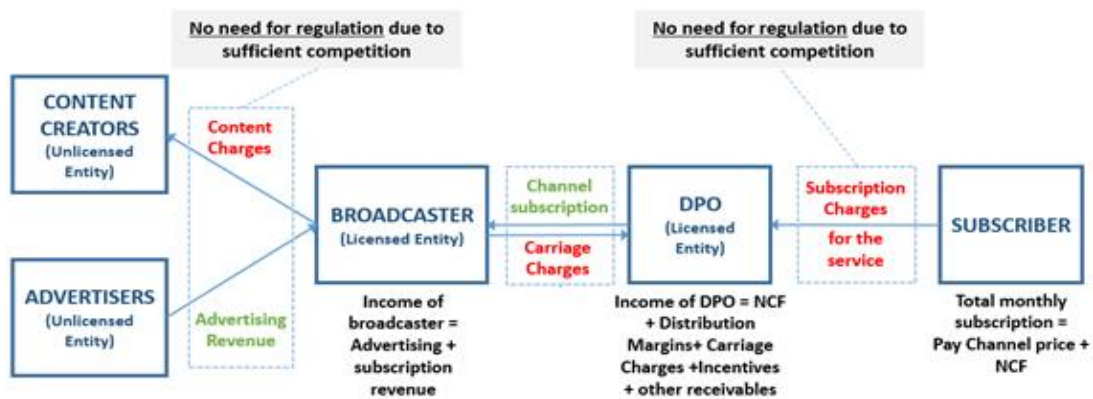 No need for regulation due to
sufficient competition
No need for regulation due to
sufficient competition
CONTENT
CREATORS
(Unlicensed
Entity)
Content
Charges
BROADCASTER
(Licensed Entity)
Channel
subscription
Carriage
Charges
DPO
(Licensed
Entity)
Subscription
Charges
for the
service
SUBSCRIBER
ADVERTISERS
(Unlicensed
Entity)
Advertising
Revenue
Income of
broadcaster =
Advertising +
subscription
revenue
Income of DPO = NCF
+ Distribution
Margins+ Carriage
Charges +Incentives
+ other receivables
Total monthly
subscription =
Pay Channel price +
NCF